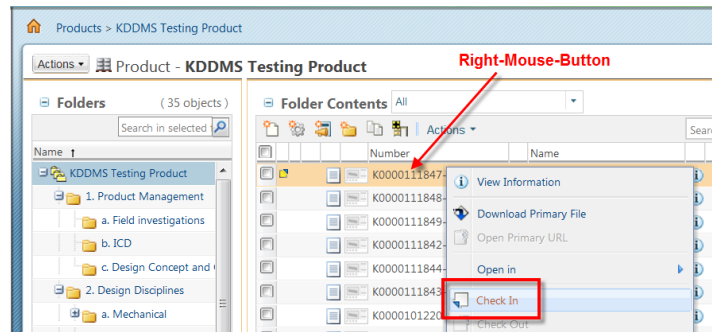 Products > KDDMS Testing Product
Actions Product - KDDMS Testing Product
Right-Mouse-Button
Folders (35 objects)
Search in selected
Name
KDDMS Testing Product
1. Product Management
a. Field investigations
b. ICD
c. Design Concept and
2. Design Disciplines
a. Mechanical
Folder Contents All
Actions
Sear
Number Name
K0000111847-
K0000111848-
K0000111849-
K0000111842-
K0000111844-
K0000111843-
K0000101220
View Information
Download Primary File
Open Primary URL
Open in
Check In
Check Out